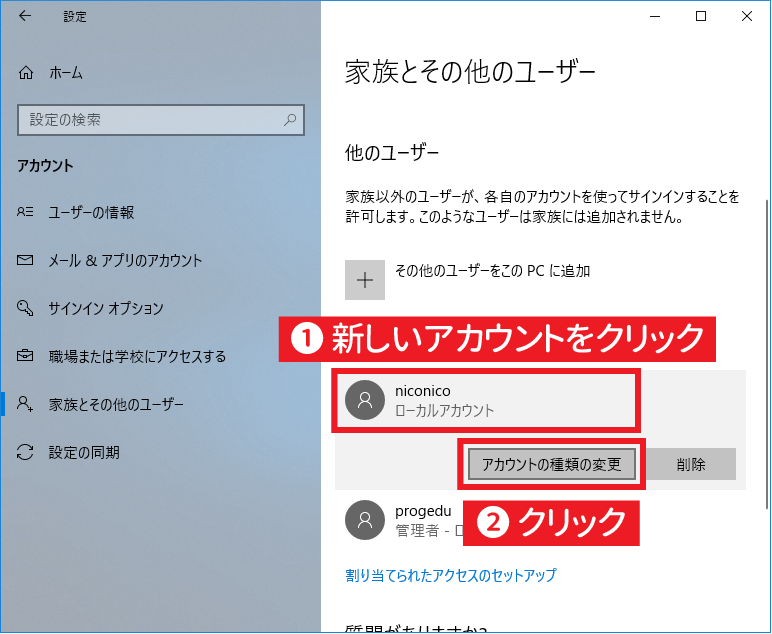 設定
ホーム
設定の検索
アカウント
ユーザーの情報
メール & アプリのアカウント
サインイン オプション
職場または学校にアクセスする
家族とその他のユーザー
設定の同期
家族とその他のユーザー
他のユーザー
家族以外のユーザーが、各自のアカウントを使ってサインインすることを
許可します。このようなユーザーは家族には追加されません。
その他のユーザーをこの PC に追加
1 新しいアカウントをクリック
niconico
ローカルアカウント
アカウントの種類の変更
削除
progedu
管理者 -
2 クリック
割り当てられたアクセスのセットアップ
質問がありますか?